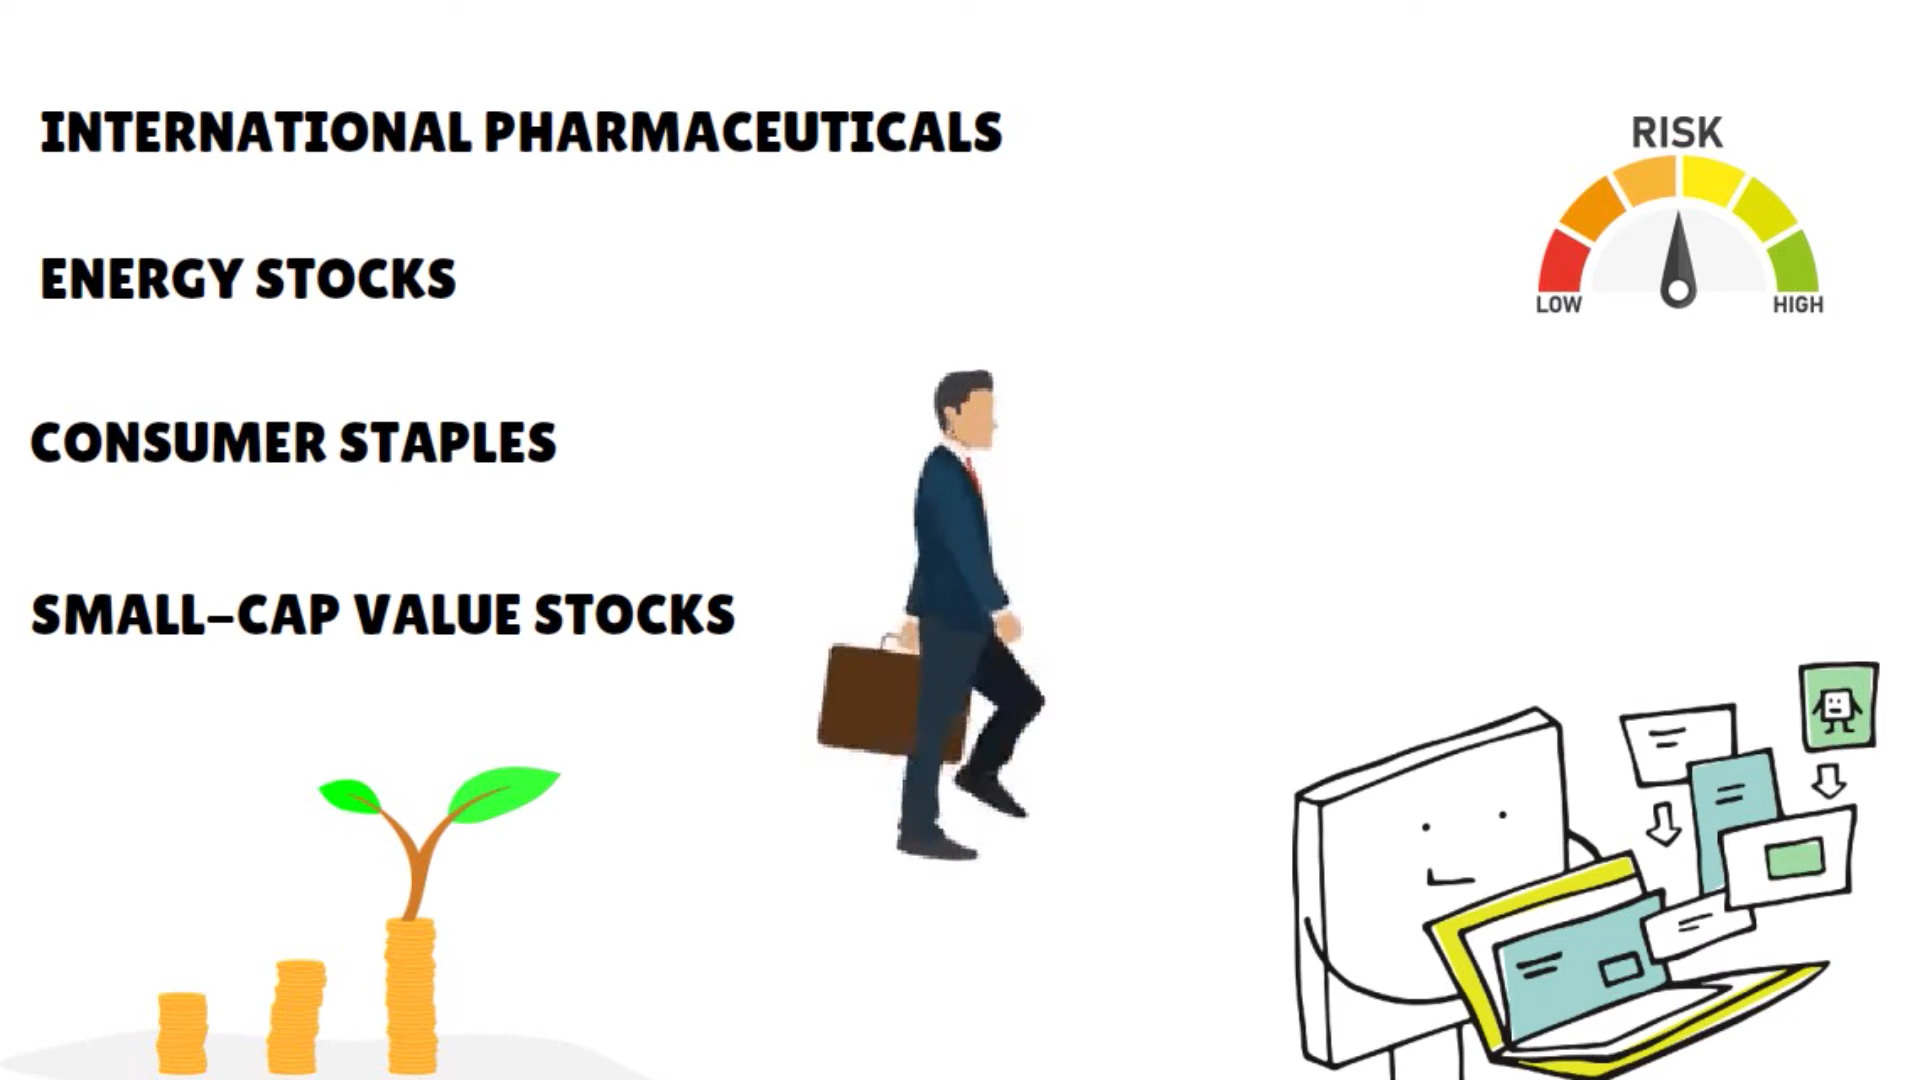 INTERNATIONAL PHARMACEUTICALS
RISK
LOW
HIGH
ENERGY STOCKS
CONSUMER STAPLES
SMALL-CAP VALUE STOCKS